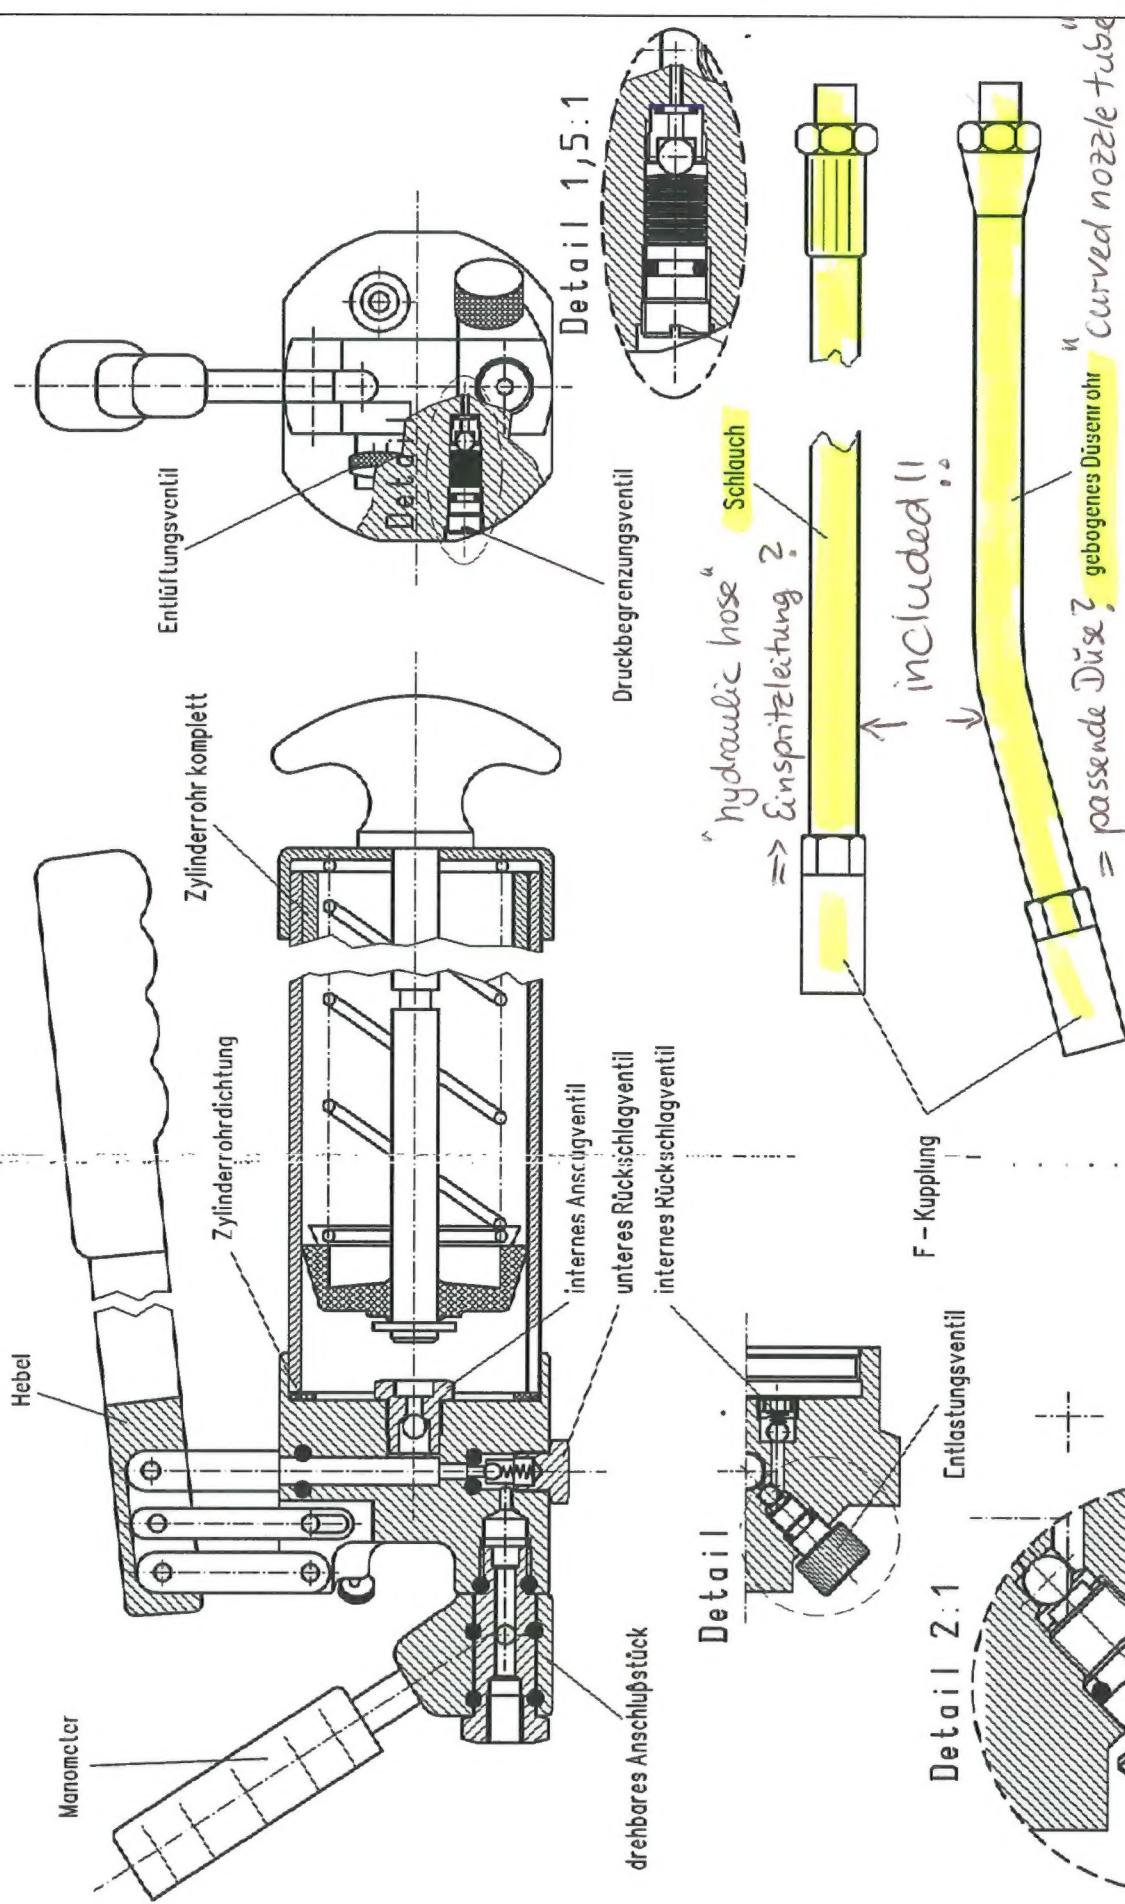 Manometer
Hebel
Zylinderrohrdichtung
Zylinderrohr komplett
Entlüftungsventil
Detail
Druckbegrenzungsventil
Detail 1,5:1
drehbares Anschlußstück
internes Ansaugventil
unteres Rückschlagventil
internes Rückschlagventil
Detail
Entlastungsventil
Detail 2:1
F-Kupplung
"hydraulic hose"
=> Einspritzleitung ?
Schlauch
included !!
= passende Düse?
gebogenes Düsenrohr
"curved nozzle tube"